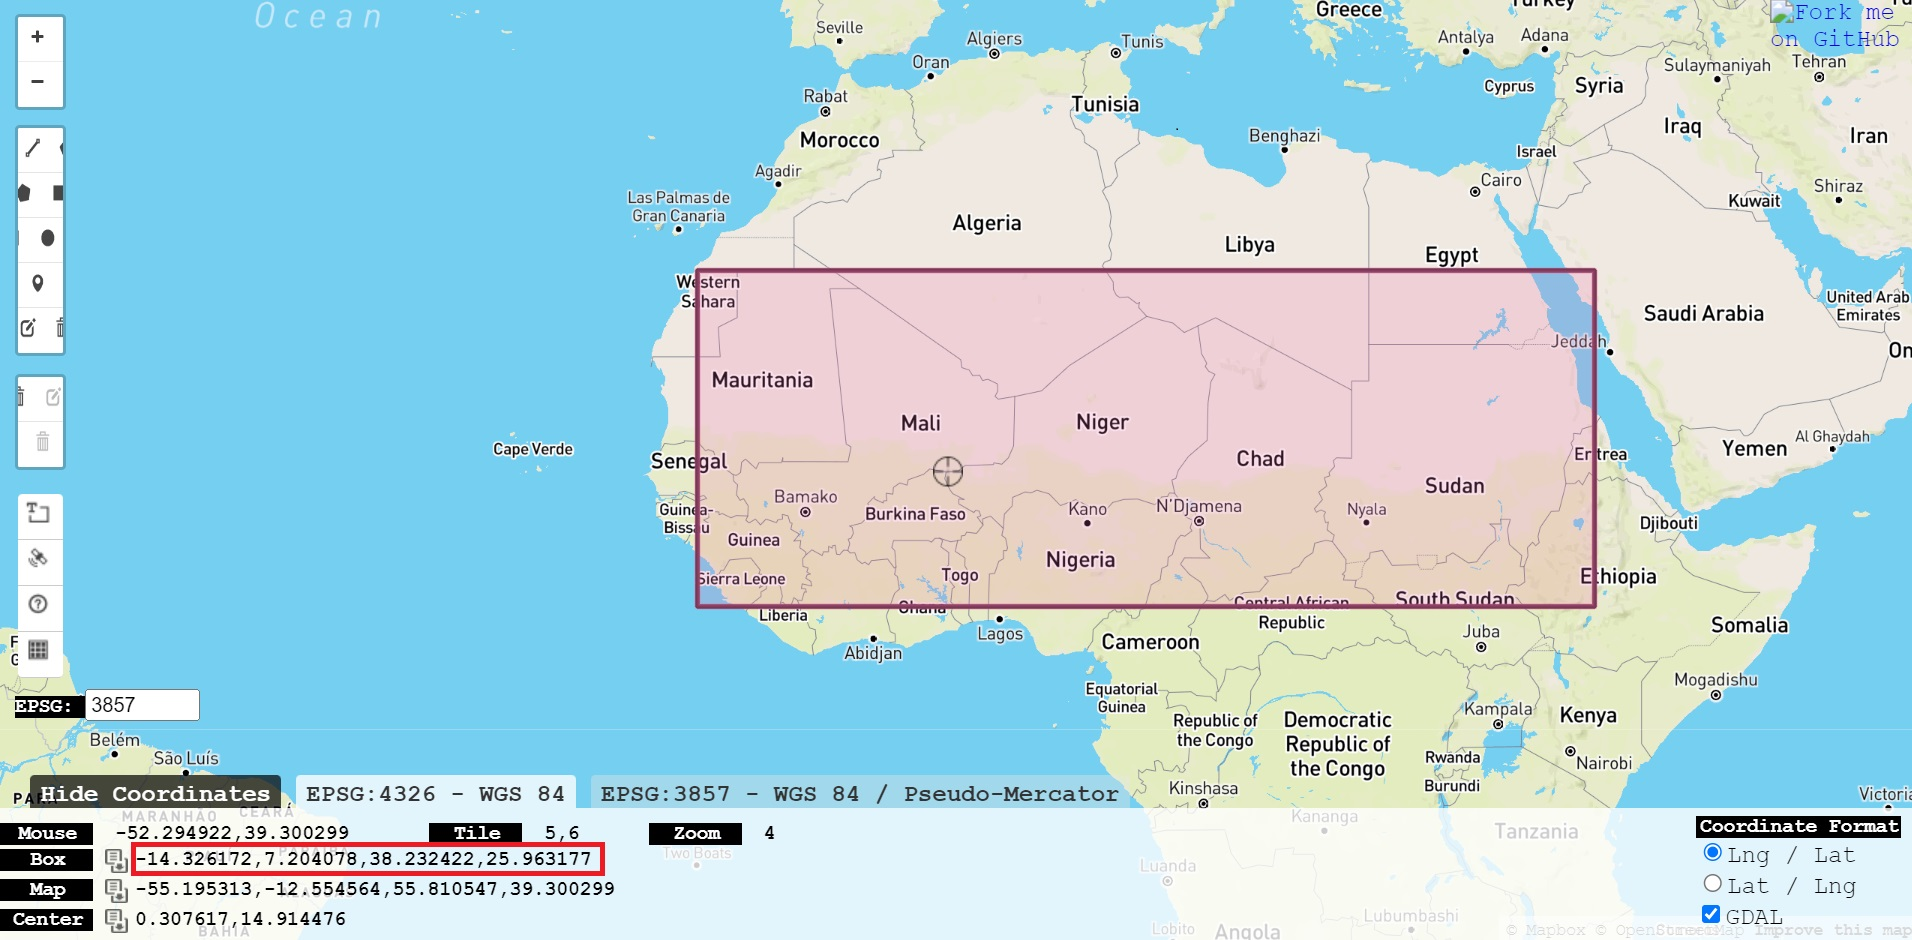 Ocean
Greece
Turkey
Fork me
on GitHub
+
−
Seville
Algiers
Tunis
Antalya
Adana
Oran
Sulaymaniyah
Tehran
Cyprus
Syria
Rabat
Tunisia
Iraq
Iran
Morocco
Benghazi
Israel
Agadir
Cairo
Shiraz
Kuwait
Las Palmas de
Gran Canaria
Algeria
Libya
Egypt
Western
Sahara
Saudi Arabia
United Arab
Emirates
Jeddah
On
Mauritania
Mali
Niger
Cape Verde
Senegal
Chad
Eritrea
Yemen
Al Ghaydah
Sudan
Bamako
Burkina Faso
Kano
N'Djamena
Nyala
Guinea-
Bissau
Djibouti
Guinea
Nigeria
Sierra Leone
Togo
Ethiopia
Liberia
Ghana
Central African
Republic
South Sudan
Lagos
Abidjan
Cameroon
Juba
Somalia
Mogadishu
Equatorial
Guinea
Kampala
Kenya
EPSG: 3857
Republic of
the Congo
Democratic
Republic of
the Congo
Rwanda
Burundi
Nairobi
Belém
São Luís
Kinshasa
Victoria
PARÁ
Hide Coordinates
EPSG:4326 - WGS 84
EPSG:3857 - WGS 84 / Pseudo-Mercator
MARANHÃO
CEARÁ
Kananga
Tanzania
Mouse -52.294922,39.300299 Tile 5,6 Zoom 4
Box -14.326172,7.204078,38.232422,25.963177
Map -55.195313,-12.554564,55.810547,39.300299
Center 0.307617,14.914476
BAHIA
Two Boats
Luanda
Lobito
Angola
Lubumbashi
Coordinate Format
Lng / Lat
Lat / Lng
GDAL
© Mapbox © OpenStreetMap Improve this map